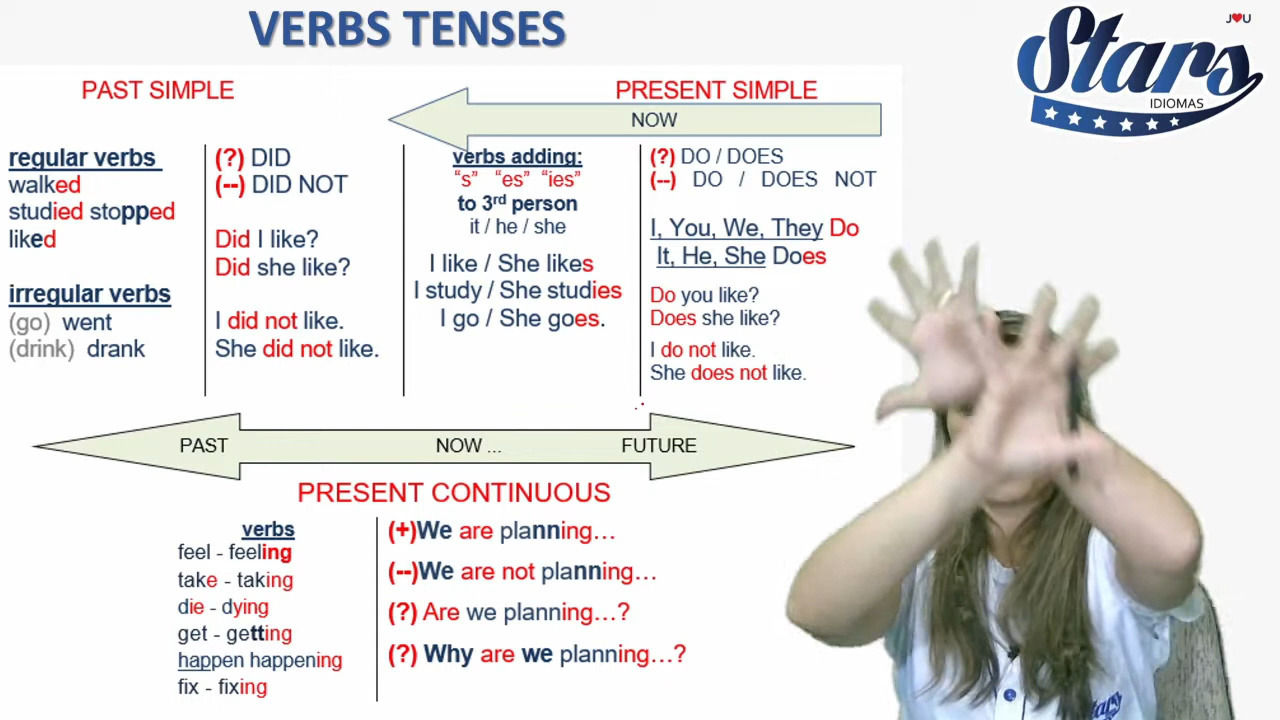 VERBS TENSES
J♥U
Stars
IDIOMAS
PAST SIMPLE
PRESENT SIMPLE
NOW
regular verbs
walked
studied stopped
liked
irregular verbs
(go) went
(drink) drank
(?) DID
(--) DID NOT
Did I like?
Did she like?
I did not like.
She did not like.
verbs adding:
“s” “es” “ies”
to 3rd person
it / he / she
I like / She likes
I study / She studies
I go / She goes.
(?) DO / DOES
(--) DO / DOES NOT
I, You, We, They Do
It, He, She Does
Do you like?
Does she like?
I do not like.
She does not like.
PAST
NOW ...
FUTURE
PRESENT CONTINUOUS
verbs
feel - feeling
take - taking
die - dying
get - getting
happen happening
fix - fixing
(+)We are planning…
(--)We are not planning…
(?) Are we planning…?
(?) Why are we planning…?
Stars